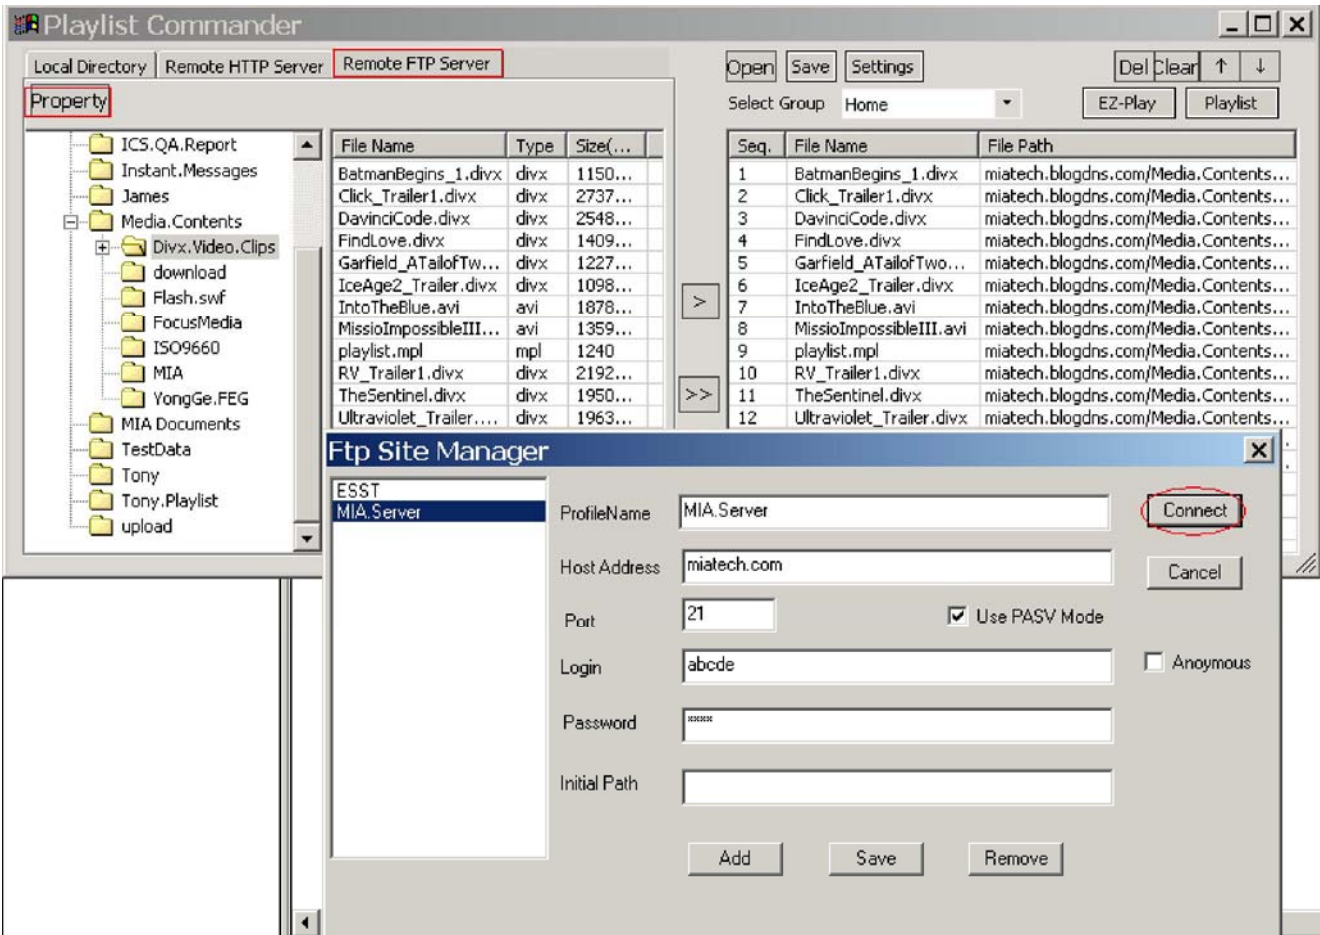 Playlist Commander
Local Directory Remote HTTP Server Remote FTP Server
Open Save Settings Del Clear ↑ ↓
Property
Select Group Home EZ-Play Playlist
ICS.QA.Report
Instant.Messages
James
Media.Contents
Divx.Video.Clips
download
Flash.swf
FocusMedia
ISO9660
MIA
YongGe.FEG
MIA Documents
TestData
Tony
Tony.Playlist
upload
File Name Type Size(...
BatmanBegins_1.divx divx 1150...
Click_Trailer1.divx divx 2737...
DavinciCode.divx divx 2548...
FindLove.divx divx 1409...
Garfield_ATailofTw... divx 1227...
IceAge2_Trailer.divx divx 1098...
IntoTheBlue.avi avi 1878...
MissioImpossibleIII... avi 1359...
playlist.mpl mpl 1240
RV_Trailer1.divx divx 2192...
TheSentinel.divx divx 1950...
Ultraviolet_Trailer.... divx 1963...
>
>>
Seq. File Name File Path
1 BatmanBegins_1.divx miatech.blogdns.com/Media.Contents...
2 Click_Trailer1.divx miatech.blogdns.com/Media.Contents...
3 DavinciCode.divx miatech.blogdns.com/Media.Contents...
4 FindLove.divx miatech.blogdns.com/Media.Contents...
5 Garfield_ATailofTwo... miatech.blogdns.com/Media.Contents...
6 IceAge2_Trailer.divx miatech.blogdns.com/Media.Contents...
7 IntoTheBlue.avi miatech.blogdns.com/Media.Contents...
8 MissioImpossibleIII.avi miatech.blogdns.com/Media.Contents...
9 playlist.mpl miatech.blogdns.com/Media.Contents...
10 RV_Trailer1.divx miatech.blogdns.com/Media.Contents...
11 TheSentinel.divx miatech.blogdns.com/Media.Contents...
12 Ultraviolet_Trailer.divx miatech.blogdns.com/Media.Contents...
Ftp Site Manager
ESST
MIA.Server
ProfileName MIA.Server Connect
Host Address miatech.com Cancel
Port 21 Use PASV Mode
Login abcde Anoymous
Password ****
Initial Path
Add Save Remove